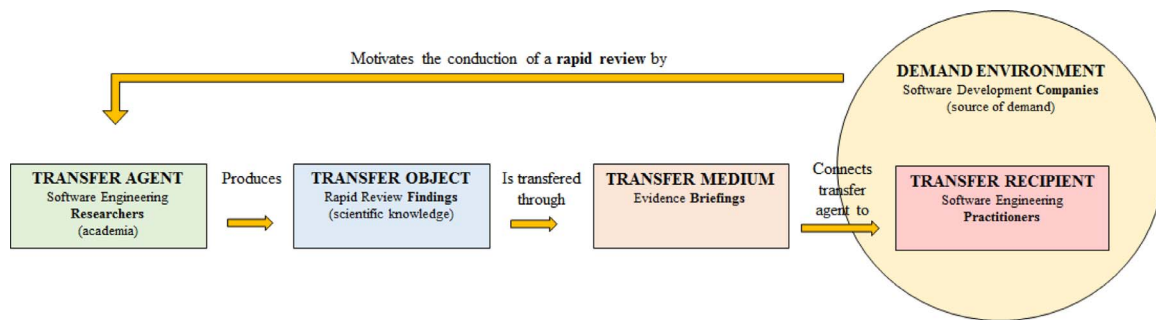 Motivates the conduction of a rapid review by
DEMAND ENVIRONMENT
Software Development Companies
(source of demand)
TRANSFER AGENT
Software Engineering
Researchers
(academia)
Produces
TRANSFER OBJECT
Rapid Review Findings
(scientific knowledge)
Is transfered
through
TRANSFER MEDIUM
Evidence Briefings
Connects
transfer
agent to
TRANSFER RECIPIENT
Software Engineering
Practitioners